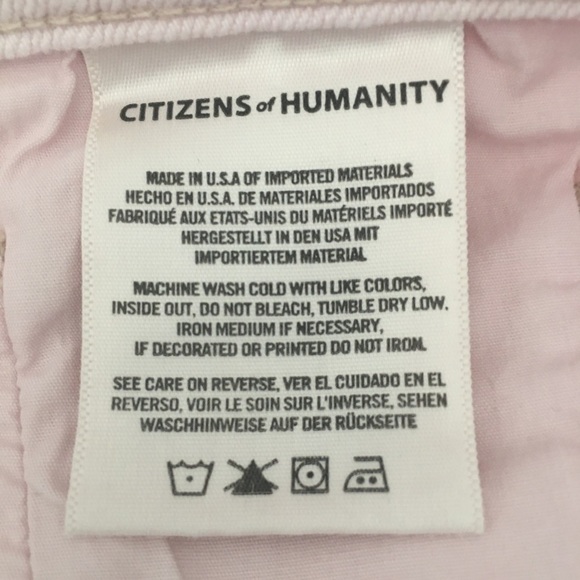 CITIZENS of HUMANITY
MADE IN U.S.A OF IMPORTED MATERIALS
HECHO EN U.S.A. DE MATERIALES IMPORTADOS
FABRIQUÉ AUX ETATS-UNIS DU MATÉRIELS IMPORTÉ
HERGESTELLT IN DEN USA MIT
IMPORTIERTEM MATERIAL
MACHINE WASH COLD WITH LIKE COLORS,
INSIDE OUT, DO NOT BLEACH, TUMBLE DRY LOW.
IRON MEDIUM IF NECESSARY,
IF DECORATED OR PRINTED DO NOT IRON.
SEE CARE ON REVERSE, VER EL CUIDADO EN EL
REVERSO, VOIR LE SOIN SUR L'INVERSE, SEHEN
WASCHHINWEISE AUF DER RÜCKSEITE